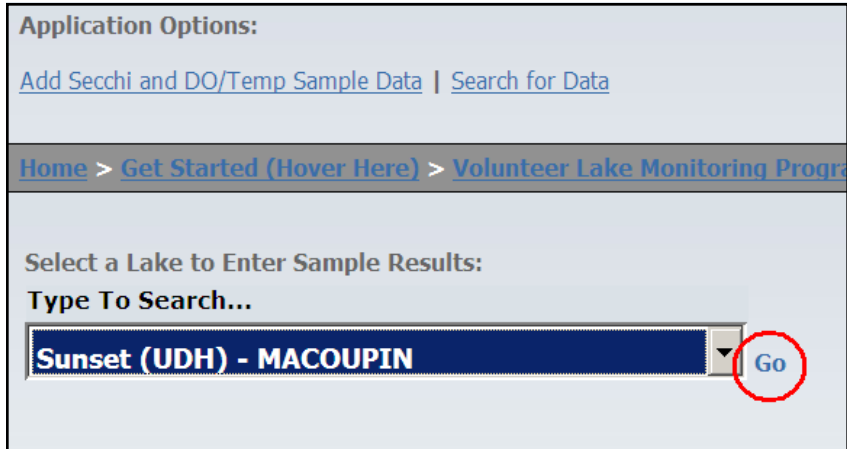 Application Options:
Add Secchi and DO/Temp Sample Data | Search for Data
Home > Get Started (Hover Here) > Volunteer Lake Monitoring Progra
Select a Lake to Enter Sample Results:
Type To Search...
Sunset (UDH) - MACOUPIN
Go